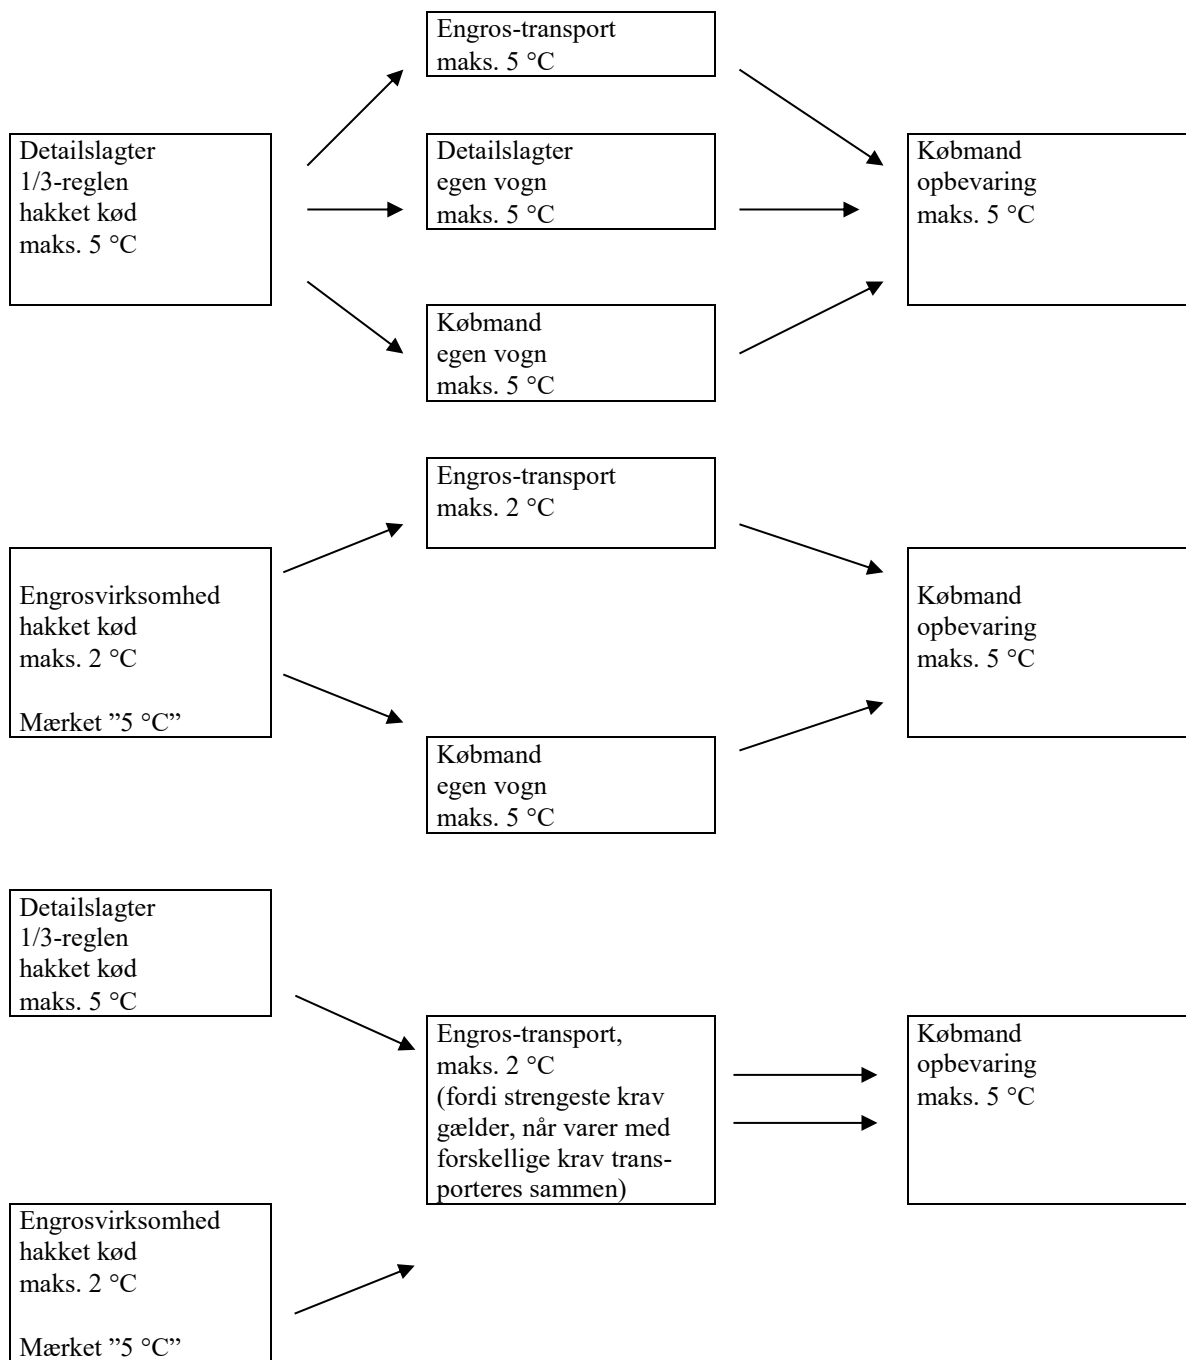 Engros-transport
maks. 5 °C
Detailslagter
1/3-reglen
hakket kød
maks. 5 °C
Detailslagter
egen vogn
maks. 5 °C
Købmand
opbevaring
maks. 5 °C
Købmand
egen vogn
maks. 5 °C
Engros-transport
maks. 2 °C
Engrosvirksomhed
hakket kød
maks. 2 °C
Mærket ”5 °C”
Købmand
opbevaring
maks. 5 °C
Købmand
egen vogn
maks. 5 °C
Detailslagter
1/3-reglen
hakket kød
maks. 5 °C
Engros-transport,
maks. 2 °C
(fordi strengeste krav
gælder, når varer med
forskellige krav trans-
porteres sammen)
Købmand
opbevaring
maks. 5 °C
Engrosvirksomhed
hakket kød
maks. 2 °C
Mærket ”5 °C”